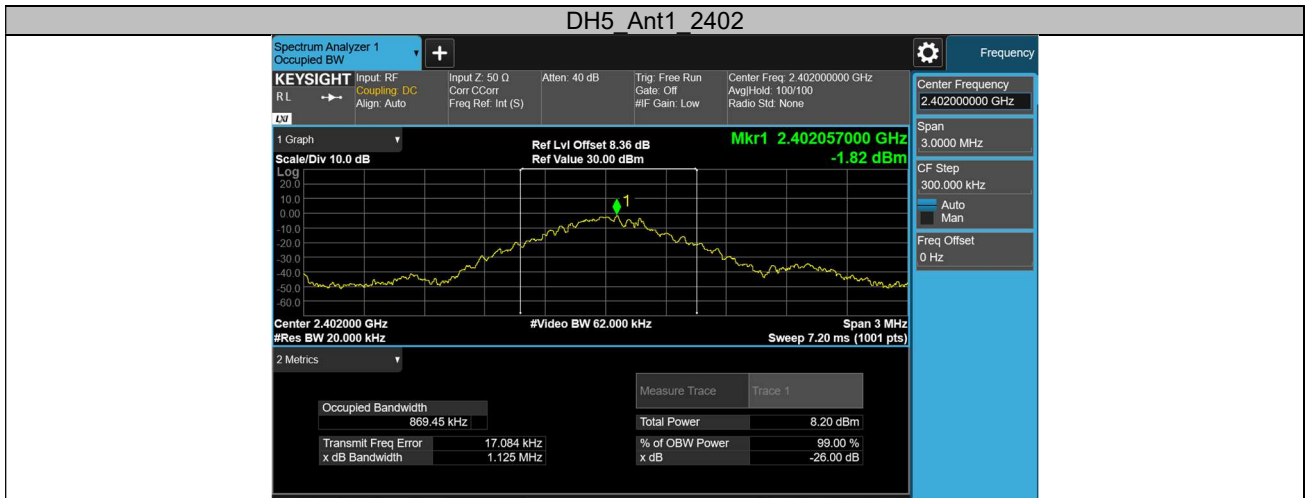 DH5_Ant1_2402
Spectrum Analyzer 1
Occupied BW
Frequency
KEYSIGHT
RL
LXI
Input: RF
Coupling: DC
Align: Auto
Input Z: 50 Ω
Corr CCorr
Freq Ref: Int (S)
Atten: 40 dB
Trig: Free Run
Gate: Off
#IF Gain: Low
Center Freq: 2.402000000 GHz
Avg|Hold: 100/100
Radio Std: None
Center Frequency
2.402000000 GHz
Span
3.0000 MHz
CF Step
300.000 kHz
Auto
Man
Freq Offset
0 Hz
1 Graph
Scale/Div 10.0 dB
Ref Lvl Offset 8.36 dB
Ref Value 30.00 dBm
Mkr1 2.402057000 GHz
-1.82 dBm
Log
20.0
10.0
0.00
-10.0
-20.0
-30.0
-40.0
-50.0
-60.0
1
Center 2.402000 GHz
#Res BW 20.000 kHz
#Video BW 62.000 kHz
Span 3 MHz
Sweep 7.20 ms (1001 pts)
2 Metrics
Measure Trace Trace 1
Occupied Bandwidth
869.45 kHz
Total Power 8.20 dBm
Transmit Freq Error 17.084 kHz
% of OBW Power 99.00 %
x dB Bandwidth 1.125 MHz
x dB -26.00 dB